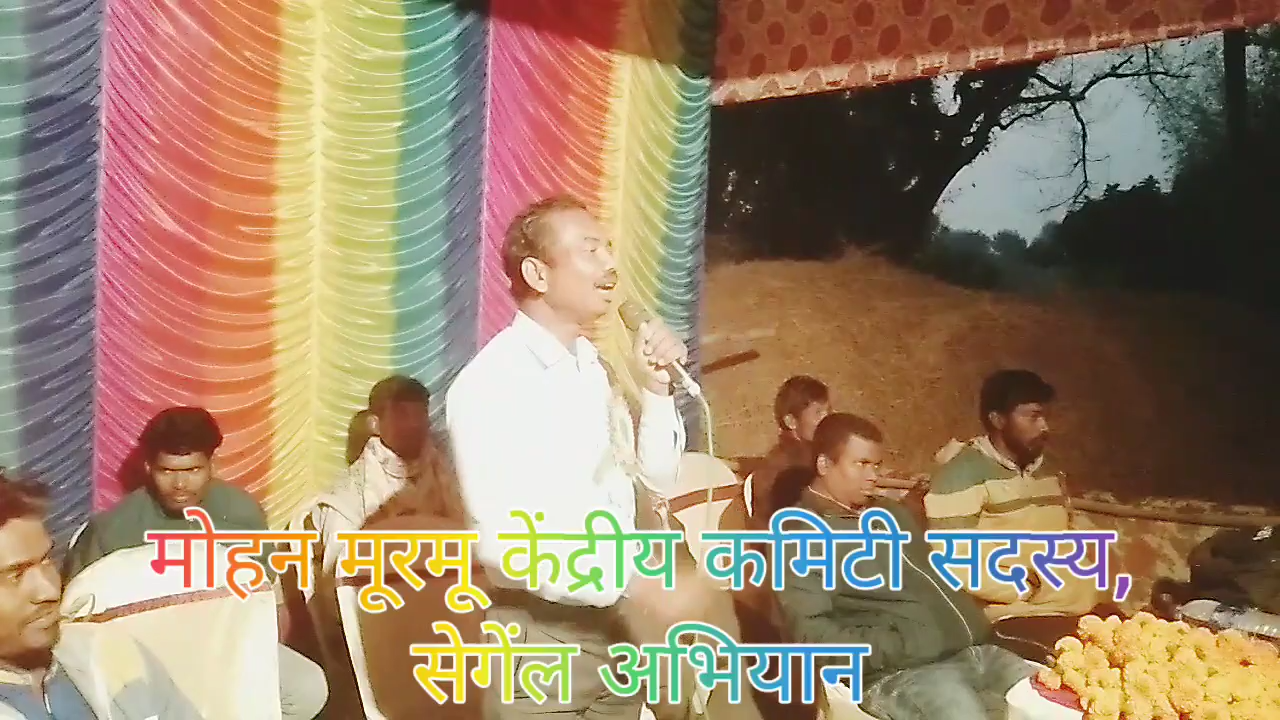 मोहन मूरमू केंद्रीय कमिटी सदस्य,
सेगेंल अभियान